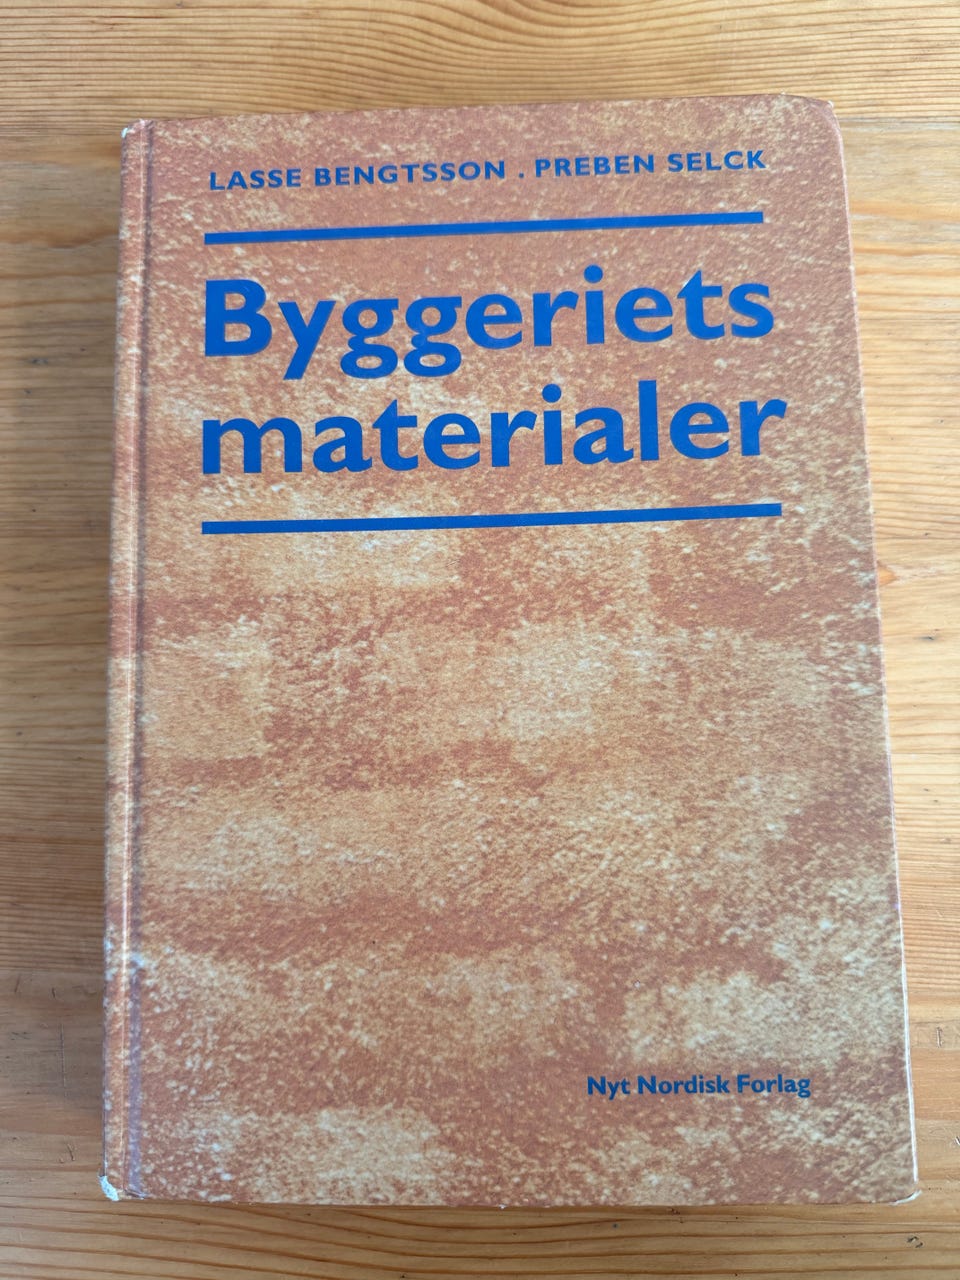 LASSE BENGTSSON . PREBEN SELCK
Byggeriets
materialer
Nyt Nordisk Forlag